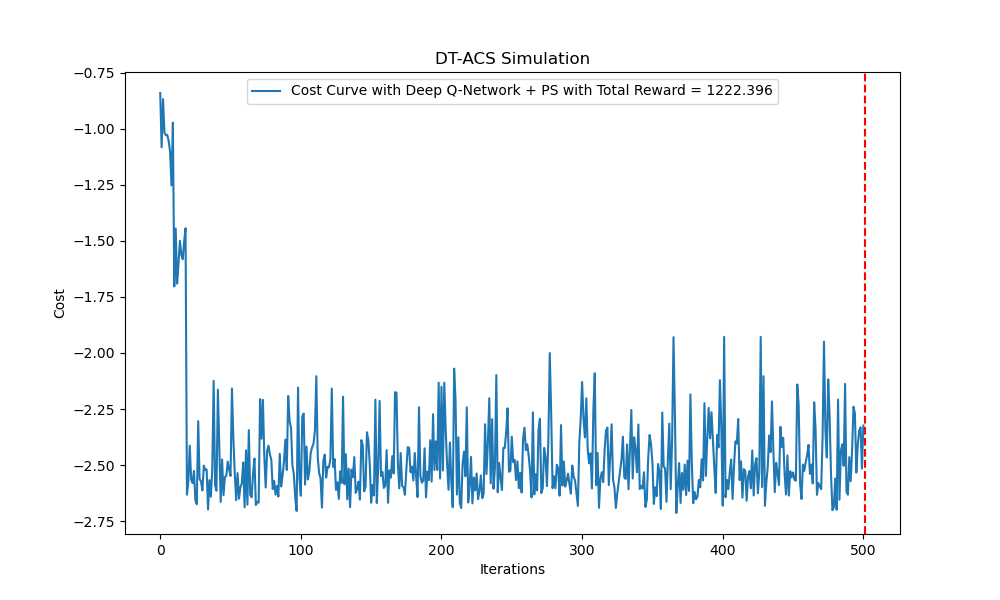 DT-ACS Simulation
Cost Curve with Deep Q-Network + PS with Total Reward = 1222.396
−0.75
−1.00
−1.25
−1.50
−1.75
−2.00
−2.25
−2.50
−2.75
Cost
0 100 200 300 400 500
Iterations